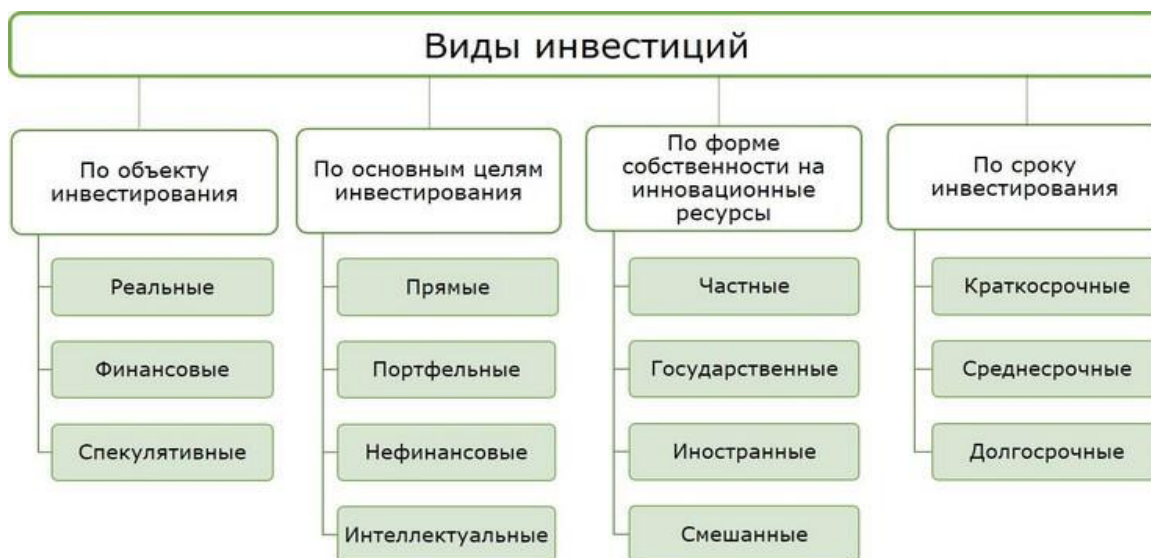 Виды инвестиций
По объекту
инвестирования
Реальные
Финансовые
Спекулятивные
По основным целям
инвестирования
Прямые
Портфельные
Нефинансовые
Интеллектуальные
По форме
собственности на
инновационные
ресурсы
Частные
Государственные
Иностранные
Смешанные
По сроку
инвестирования
Краткосрочные
Среднесрочные
Долгосрочные